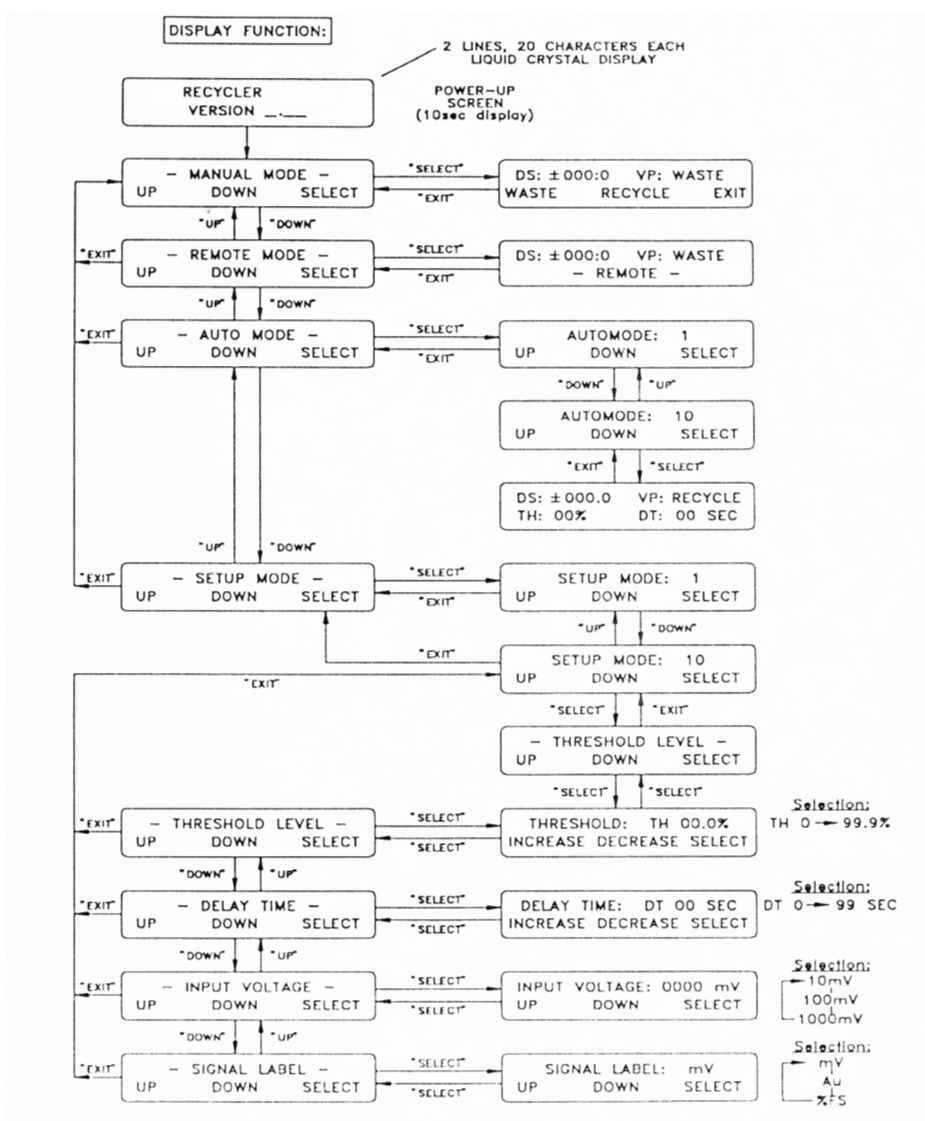 DISPLAY FUNCTION:
2 LINES, 20 CHARACTERS EACH
LIQUID CRYSTAL DISPLAY
RECYCLER
VERSION _.__
POWER-UP
SCREEN
(10sec display)
- MANUAL MODE -
UP DOWN SELECT
"SELECT"
"EXIT"
DS: ±000:0 VP: WASTE
WASTE RECYCLE EXIT
"UP" "DOWN"
"EXIT"
- REMOTE MODE -
UP DOWN SELECT
"SELECT"
"EXIT"
DS: ±000:0 VP: WASTE
- REMOTE -
"UP" "DOWN"
"EXIT"
- AUTO MODE -
UP DOWN SELECT
"SELECT"
"EXIT"
AUTOMODE: 1
UP DOWN SELECT
"DOWN" "UP"
AUTOMODE: 10
UP DOWN SELECT
"EXIT" "SELECT"
DS: ±000.0 VP: RECYCLE
TH: 00% DT: 00 SEC
"UP" "DOWN"
"EXIT"
- SETUP MODE -
UP DOWN SELECT
"SELECT"
"EXIT"
SETUP MODE: 1
UP DOWN SELECT
"UP" "DOWN"
"EXIT"
SETUP MODE: 10
UP DOWN SELECT
"EXIT"
"SELECT" "EXIT"
- THRESHOLD LEVEL -
UP DOWN SELECT
"SELECT" "SELECT"
"EXIT"
- THRESHOLD LEVEL -
UP DOWN SELECT
"SELECT"
"SELECT"
THRESHOLD: TH 00.0%
INCREASE DECREASE SELECT
Selection:
TH 0 → 99.9%
"DOWN" "UP"
"EXIT"
- DELAY TIME -
UP DOWN SELECT
"SELECT"
"SELECT"
DELAY TIME: DT 00 SEC
INCREASE DECREASE SELECT
Selection:
DT 0 → 99 SEC
"DOWN" "UP"
"EXIT"
- INPUT VOLTAGE -
UP DOWN SELECT
"SELECT"
"SELECT"
INPUT VOLTAGE: 0000 mV
UP DOWN SELECT
Selection:
10mV
100mV
1000mV
"DOWN" "UP"
"EXIT"
- SIGNAL LABEL -
UP DOWN SELECT
"SELECT"
"SELECT"
SIGNAL LABEL: mV
UP DOWN SELECT
Selection:
mV
Au
%FS